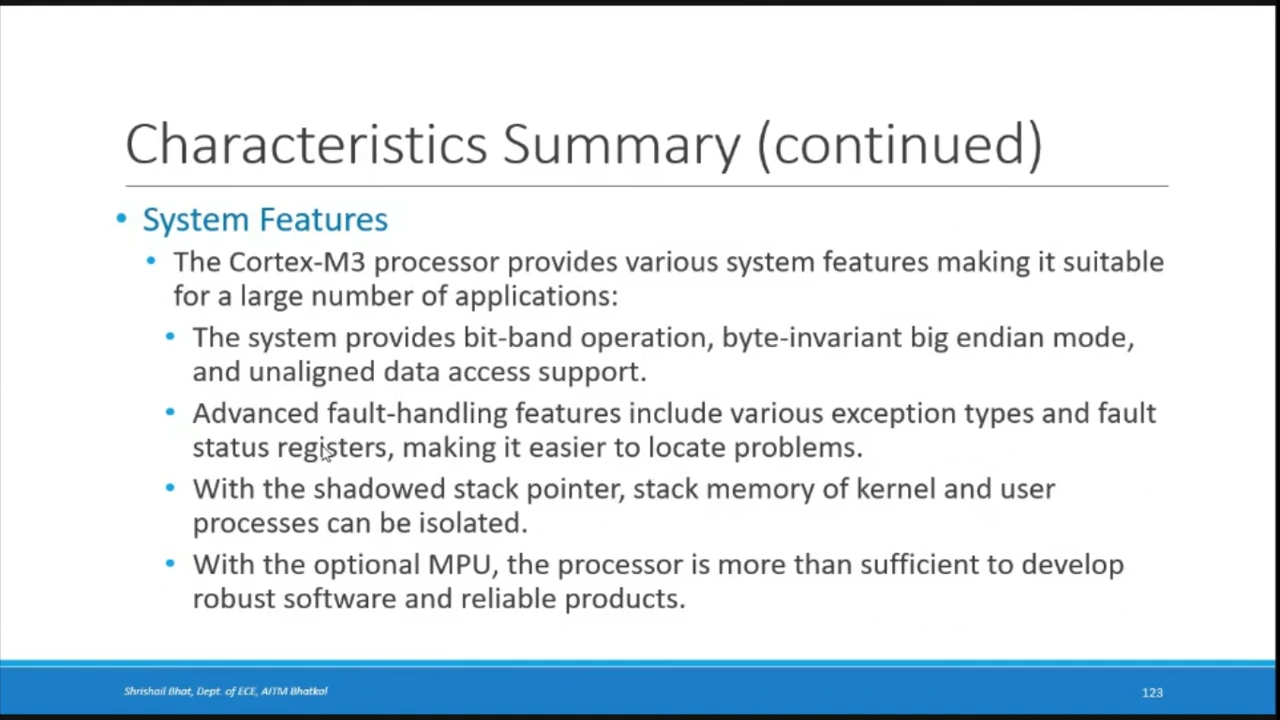 Characteristics Summary (continued)
• System Features
• The Cortex-M3 processor provides various system features making it suitable
for a large number of applications:
• The system provides bit-band operation, byte-invariant big endian mode,
and unaligned data access support.
• Advanced fault-handling features include various exception types and fault
status registers, making it easier to locate problems.
• With the shadowed stack pointer, stack memory of kernel and user
processes can be isolated.
• With the optional MPU, the processor is more than sufficient to develop
robust software and reliable products.
Shrishail Bhat, Dept. of ECE, AITM Bhatkal
123